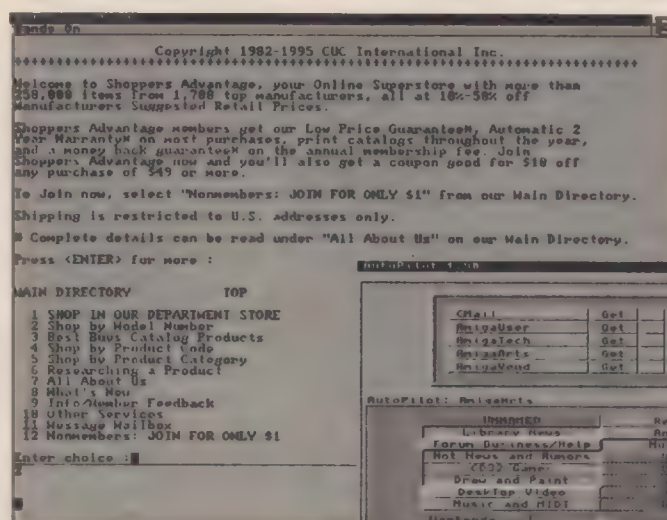 Hands On
Copyright 1982-1995 CUC International Inc.
Welcome to Shoppers Advantage, your Online Superstore with more than
250,000 items from 1,700 top manufacturers, all at 10%-50% off
Manufacturers Suggested Retail Prices.
Shoppers Advantage members get our Low Price Guarantee#, Automatic 2
Year Warranty# on most purchases, print catalogs throughout the year,
and a money back guarantee# on the annual membership fee. Join
Shoppers Advantage now and you'll also get a coupon good for $10 off
any purchase of $49 or more.
To Join now, select "Nonmembers: JOIN FOR ONLY $1" from our Main Directory.
Shipping is restricted to U.S. addresses only.
# Complete details can be read under "All About Us" on our Main Directory.
Press <ENTER> for more :
MAIN DIRECTORY TOP
1 SHOP IN OUR DEPARTMENT STORE
2 Shop by Model Number
3 Best Buys Catalog Products
4 Shop by Product Code
5 Shop by Product Category
6 Researching a Product
7 All About Us
8 What's New
9 Info/Member Feedback
10 Other Services
11 Message Mailbox
12 Nonmembers: JOIN FOR ONLY $1
Enter choice :
AutoPilot
CMail Get
AmigaUser Get
AmigaTech Get
AmigaArts Get
AmigaVend Get
AutoPilot: AmigaArts
UNNAMED
Library News
Forum Business/Help
Hot News and Rumors
CD32 Games
Draw and Paint
DeskTop Video
Music and MIDI